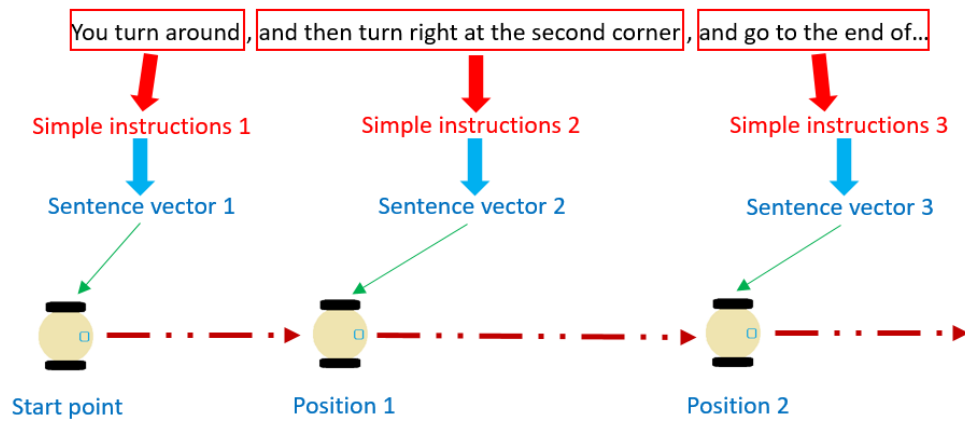 You turn around , and then turn right at the second corner , and go to the end of…
Simple instructions 1 Simple instructions 2 Simple instructions 3
Sentence vector 1 Sentence vector 2 Sentence vector 3
Start point Position 1 Position 2